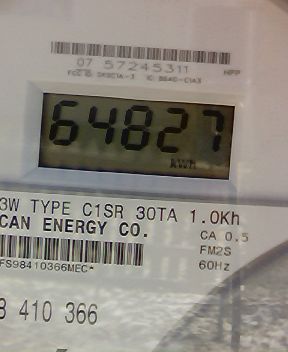 07 57245311
64827
KWH
3W TYPE C1SR 30TA 1.0Kh
CAN ENERGY CO.
CA 0.5
FM2S
FS98410366MEC*
60Hz
8 410 366